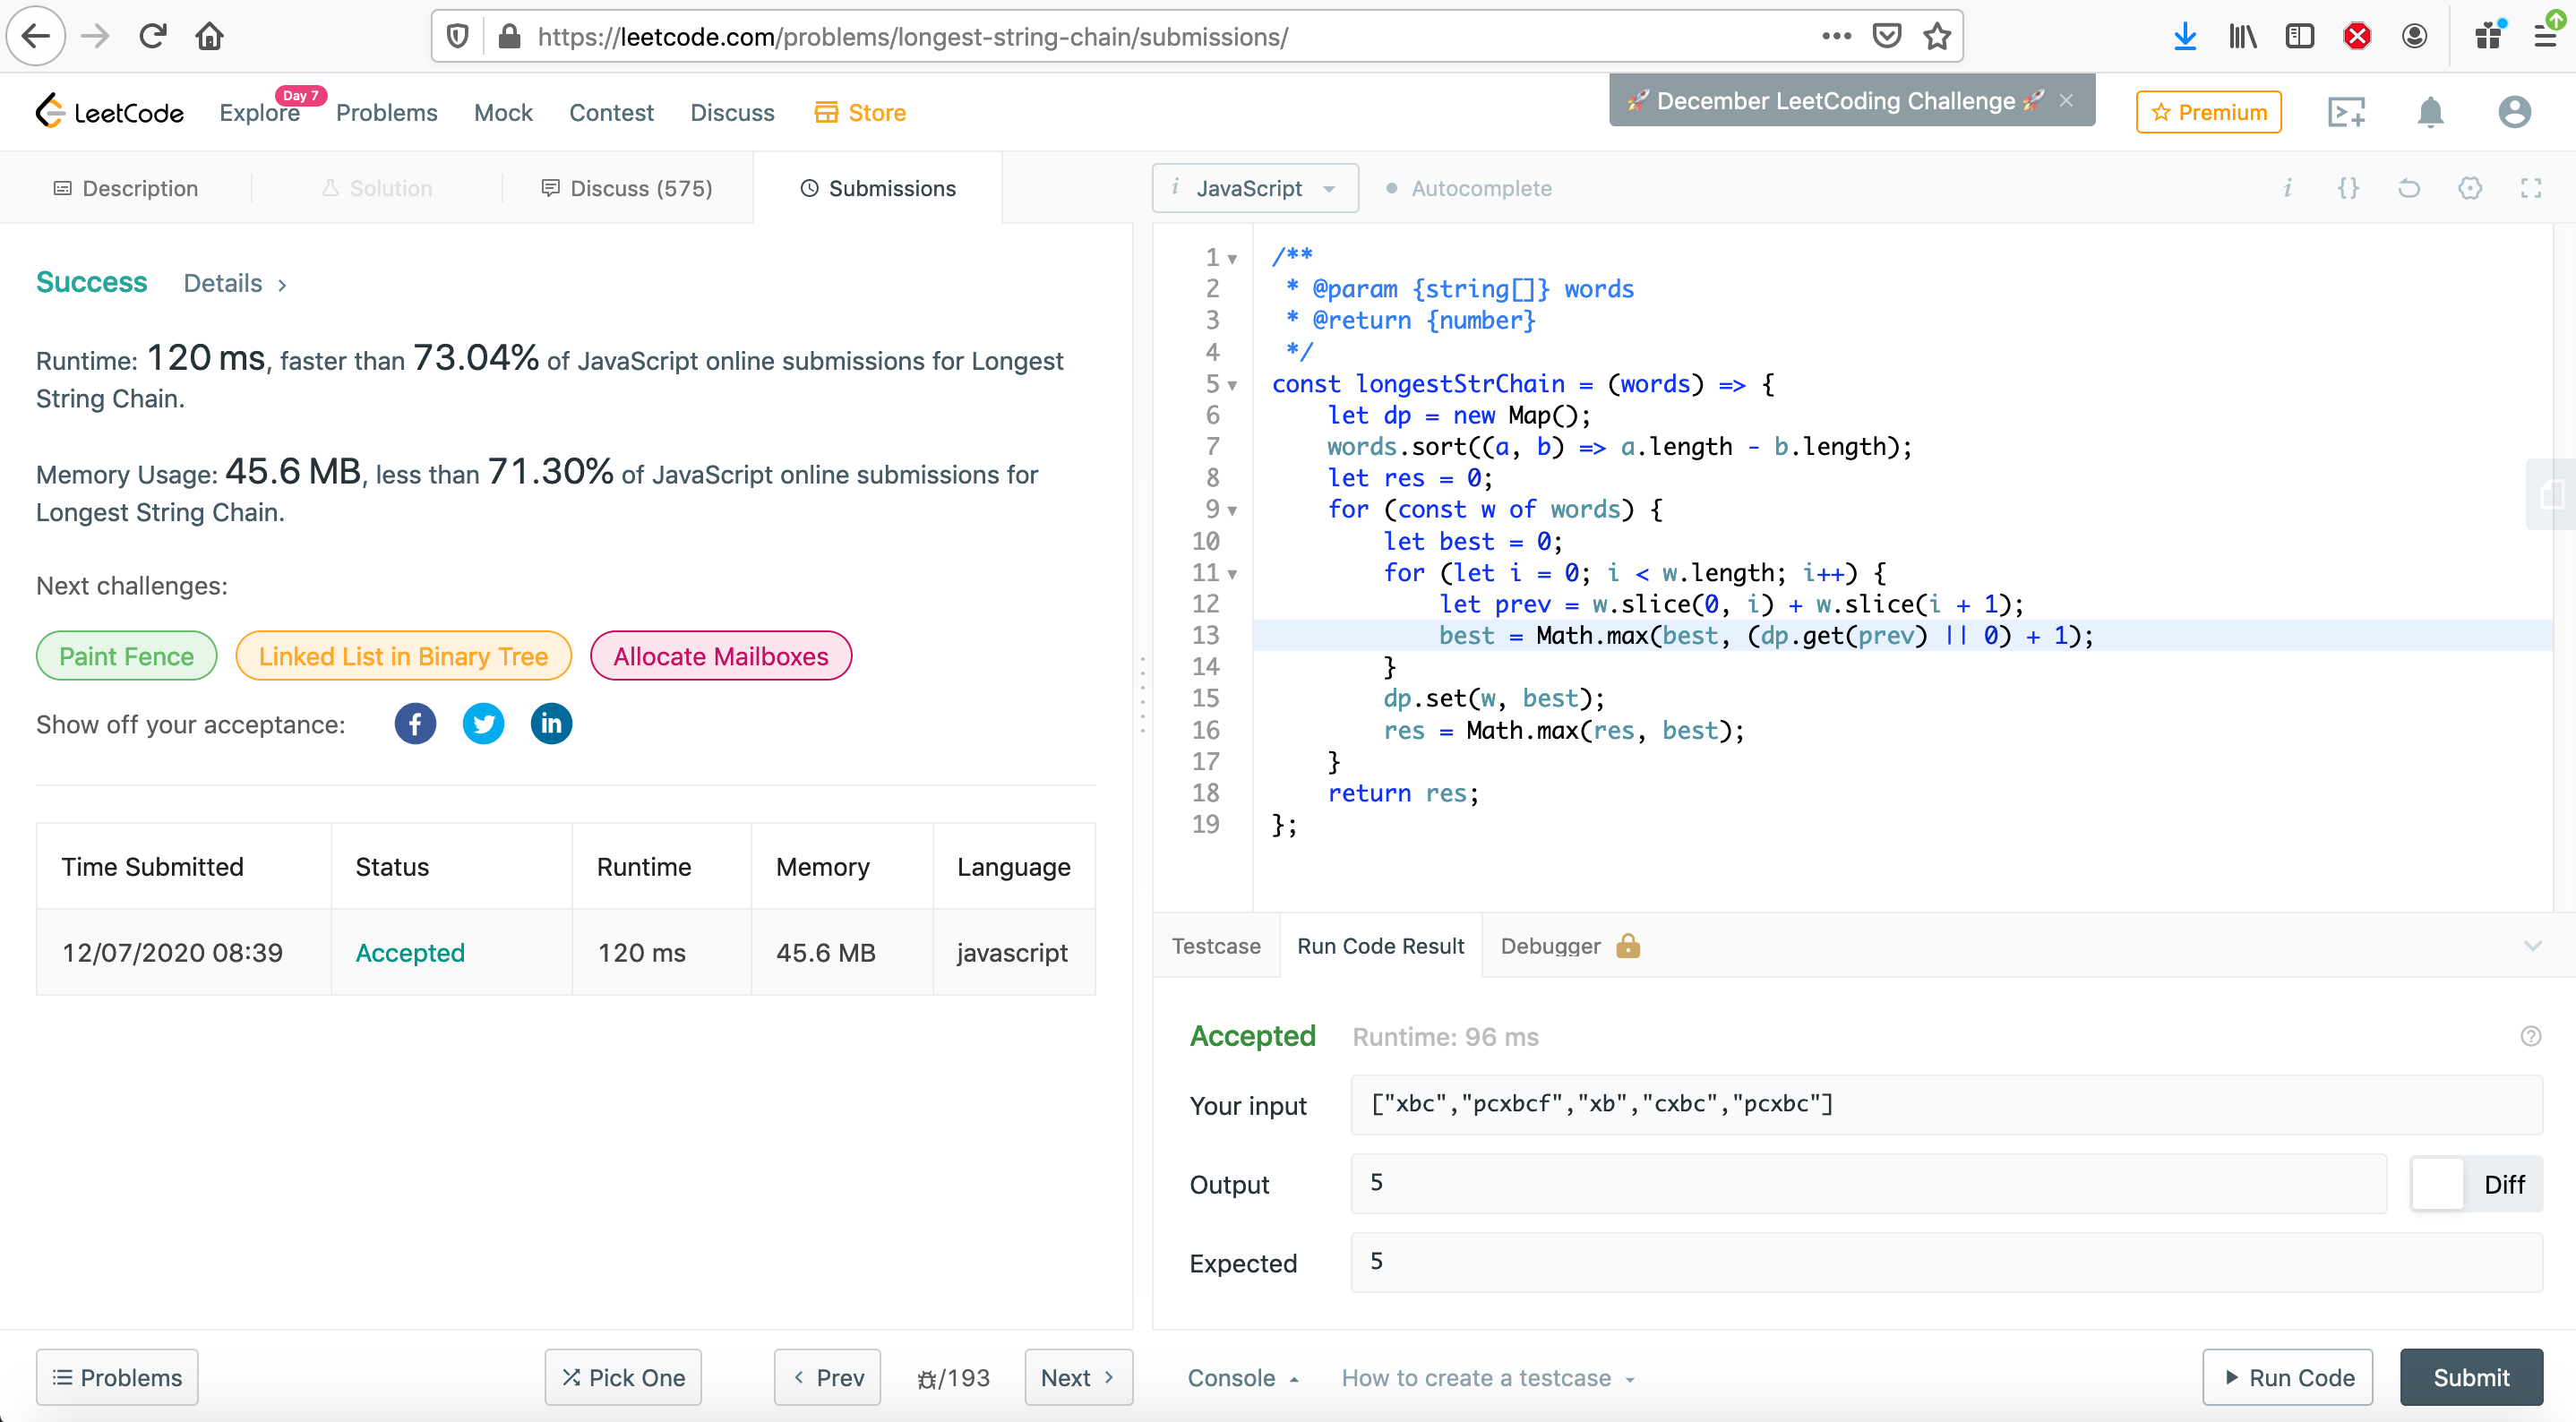 https://leetcode.com/problems/longest-string-chain/submissions/
LeetCode
Explore
Day 7
Problems
Mock
Contest
Discuss
Store
🚀 December LeetCoding Challenge 🚀
Premium
Description
Solution
Discuss (575)
Submissions
i JavaScript
Autocomplete
Success Details >
Runtime: 120 ms, faster than 73.04% of JavaScript online submissions for Longest
String Chain.
Memory Usage: 45.6 MB, less than 71.30% of JavaScript online submissions for
Longest String Chain.
Next challenges:
Paint Fence
Linked List in Binary Tree
Allocate Mailboxes
Show off your acceptance:
Time Submitted Status Runtime Memory Language
12/07/2020 08:39 Accepted 120 ms 45.6 MB javascript
1 /**
2 * @param {string[]} words
3 * @return {number}
4 */
5 const longestStrChain = (words) => {
6 let dp = new Map();
7 words.sort((a, b) => a.length - b.length);
8 let res = 0;
9 for (const w of words) {
10 let best = 0;
11 for (let i = 0; i < w.length; i++) {
12 let prev = w.slice(0, i) + w.slice(i + 1);
13 best = Math.max(best, (dp.get(prev) || 0) + 1);
14 }
15 dp.set(w, best);
16 res = Math.max(res, best);
17 }
18 return res;
19 };
Testcase
Run Code Result
Debugger
Accepted Runtime: 96 ms
Your input ["xbc","pcxbcf","xb","cxbc","pcxbc"]
Output 5
Diff
Expected 5
Problems
Pick One
< Prev
/193
Next >
Console
How to create a testcase
Run Code
Submit